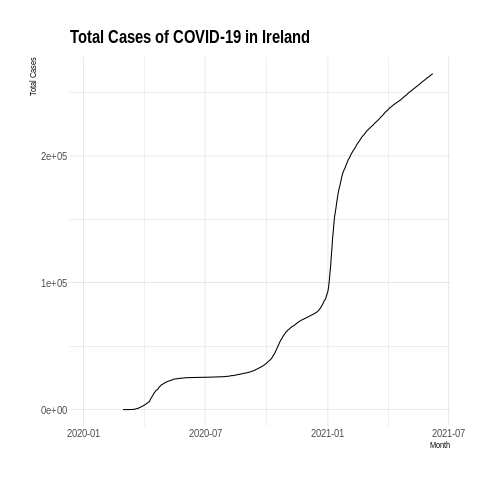 Total Cases of COVID-19 in Ireland
Total Cases
2e+05
1e+05
0e+00
2020-01 2020-07 2021-01 2021-07
Month